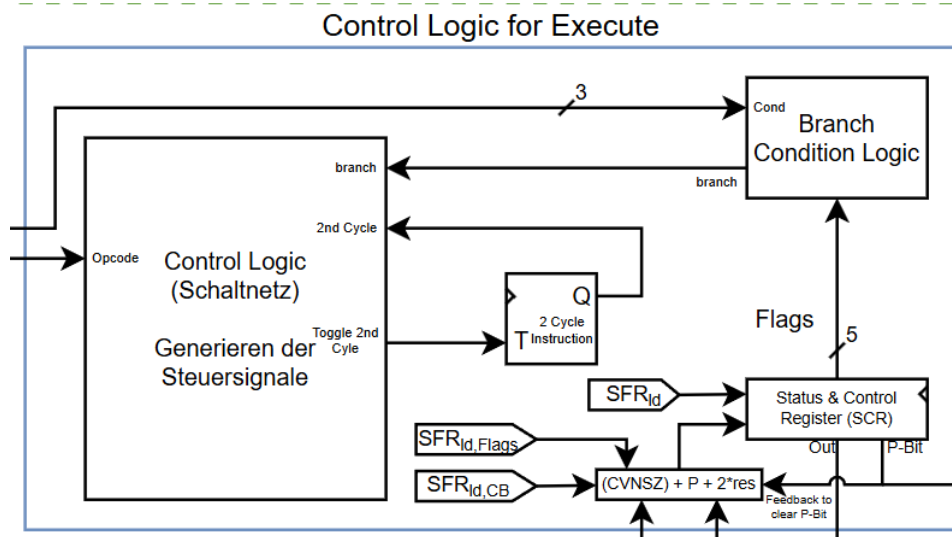 Control Logic for Execute
3
Cond
Branch
Condition Logic
branch
branch
2nd Cycle
Opcode
Control Logic
(Schaltnetz)
Toggle 2nd
Cyle
Generieren der
Steuersignale
Q
2 Cycle
T Instruction
Flags
5
SFRld
Status & Control
Register (SCR)
Out
P-Bit
SFRld,Flags
SFRld,CB
(CVNSZ) + P + 2*res
Feedback to
clear P-Bit